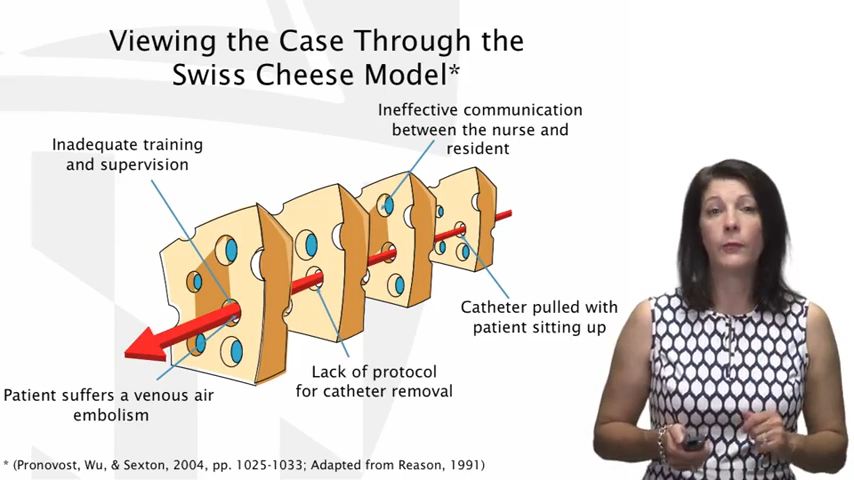 Viewing the Case Through the
Swiss Cheese Model*
Ineffective communication
between the nurse and
resident
Inadequate training
and supervision
Catheter pulled with
patient sitting up
Lack of protocol
for catheter removal
Patient suffers a venous air
embolism
* (Pronovost, Wu, & Sexton, 2004, pp. 1025-1033; Adapted from Reason, 1991)